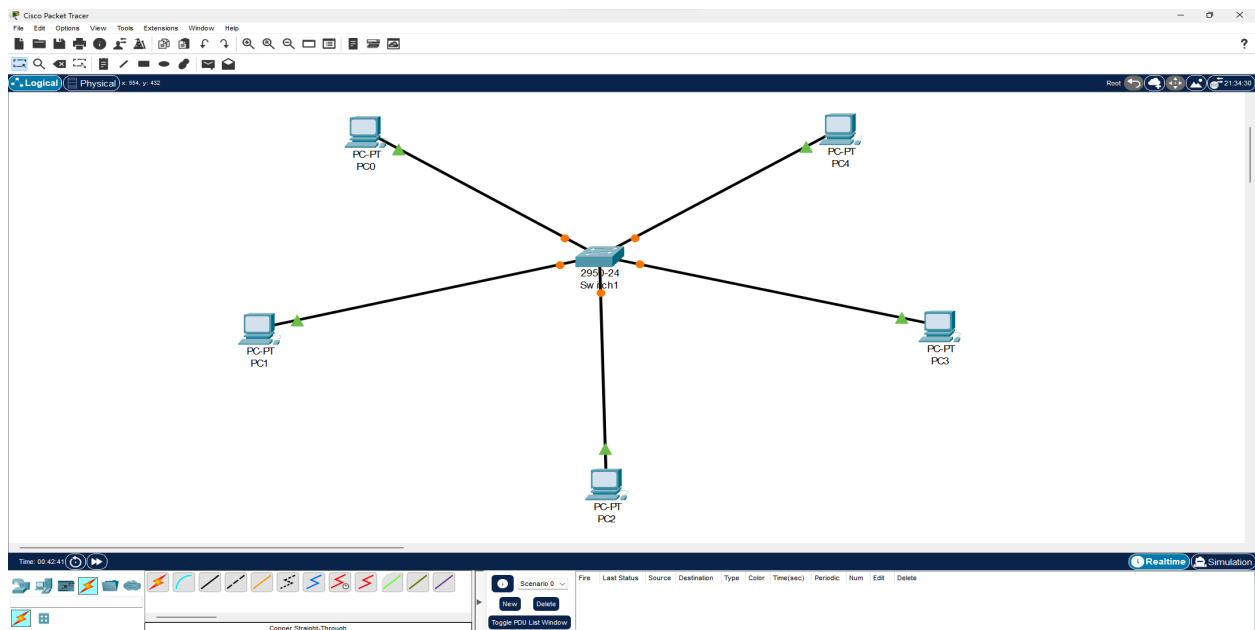 Cisco Packet Tracer
File Edit Options View Tools Extensions Window Help
?
Logical Physical x: 554, y: 432 Root 21:34:30
PC-PT
PC0
PC-PT
PC4
2950-24
Switch1
PC-PT
PC1
PC-PT
PC3
PC-PT
PC2
Time: 00:42:41 Realtime Simulation
Scenario 0 Fire Last Status Source Destination Type Color Time(sec) Periodic Num Edit Delete
New Delete
Toggle PDU List Window
Copper Straight-Through